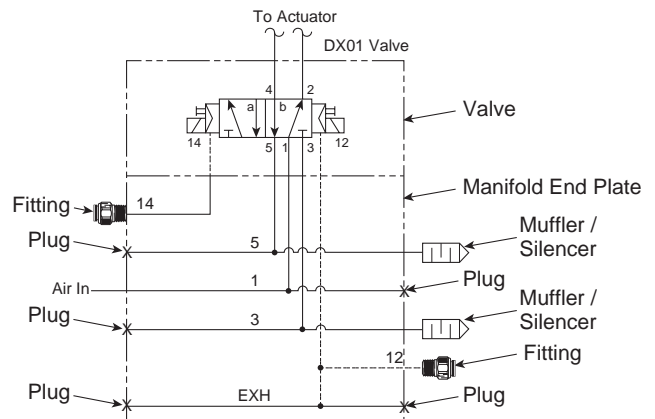 To Actuator
DX01 Valve
4
2
a
b
14
5
1
3
12
Valve
Manifold End Plate
Fitting
14
Plug
5
Muffler /
Silencer
Air In
1
Plug
Plug
3
Muffler /
Silencer
12
Fitting
Plug
EXH
Plug